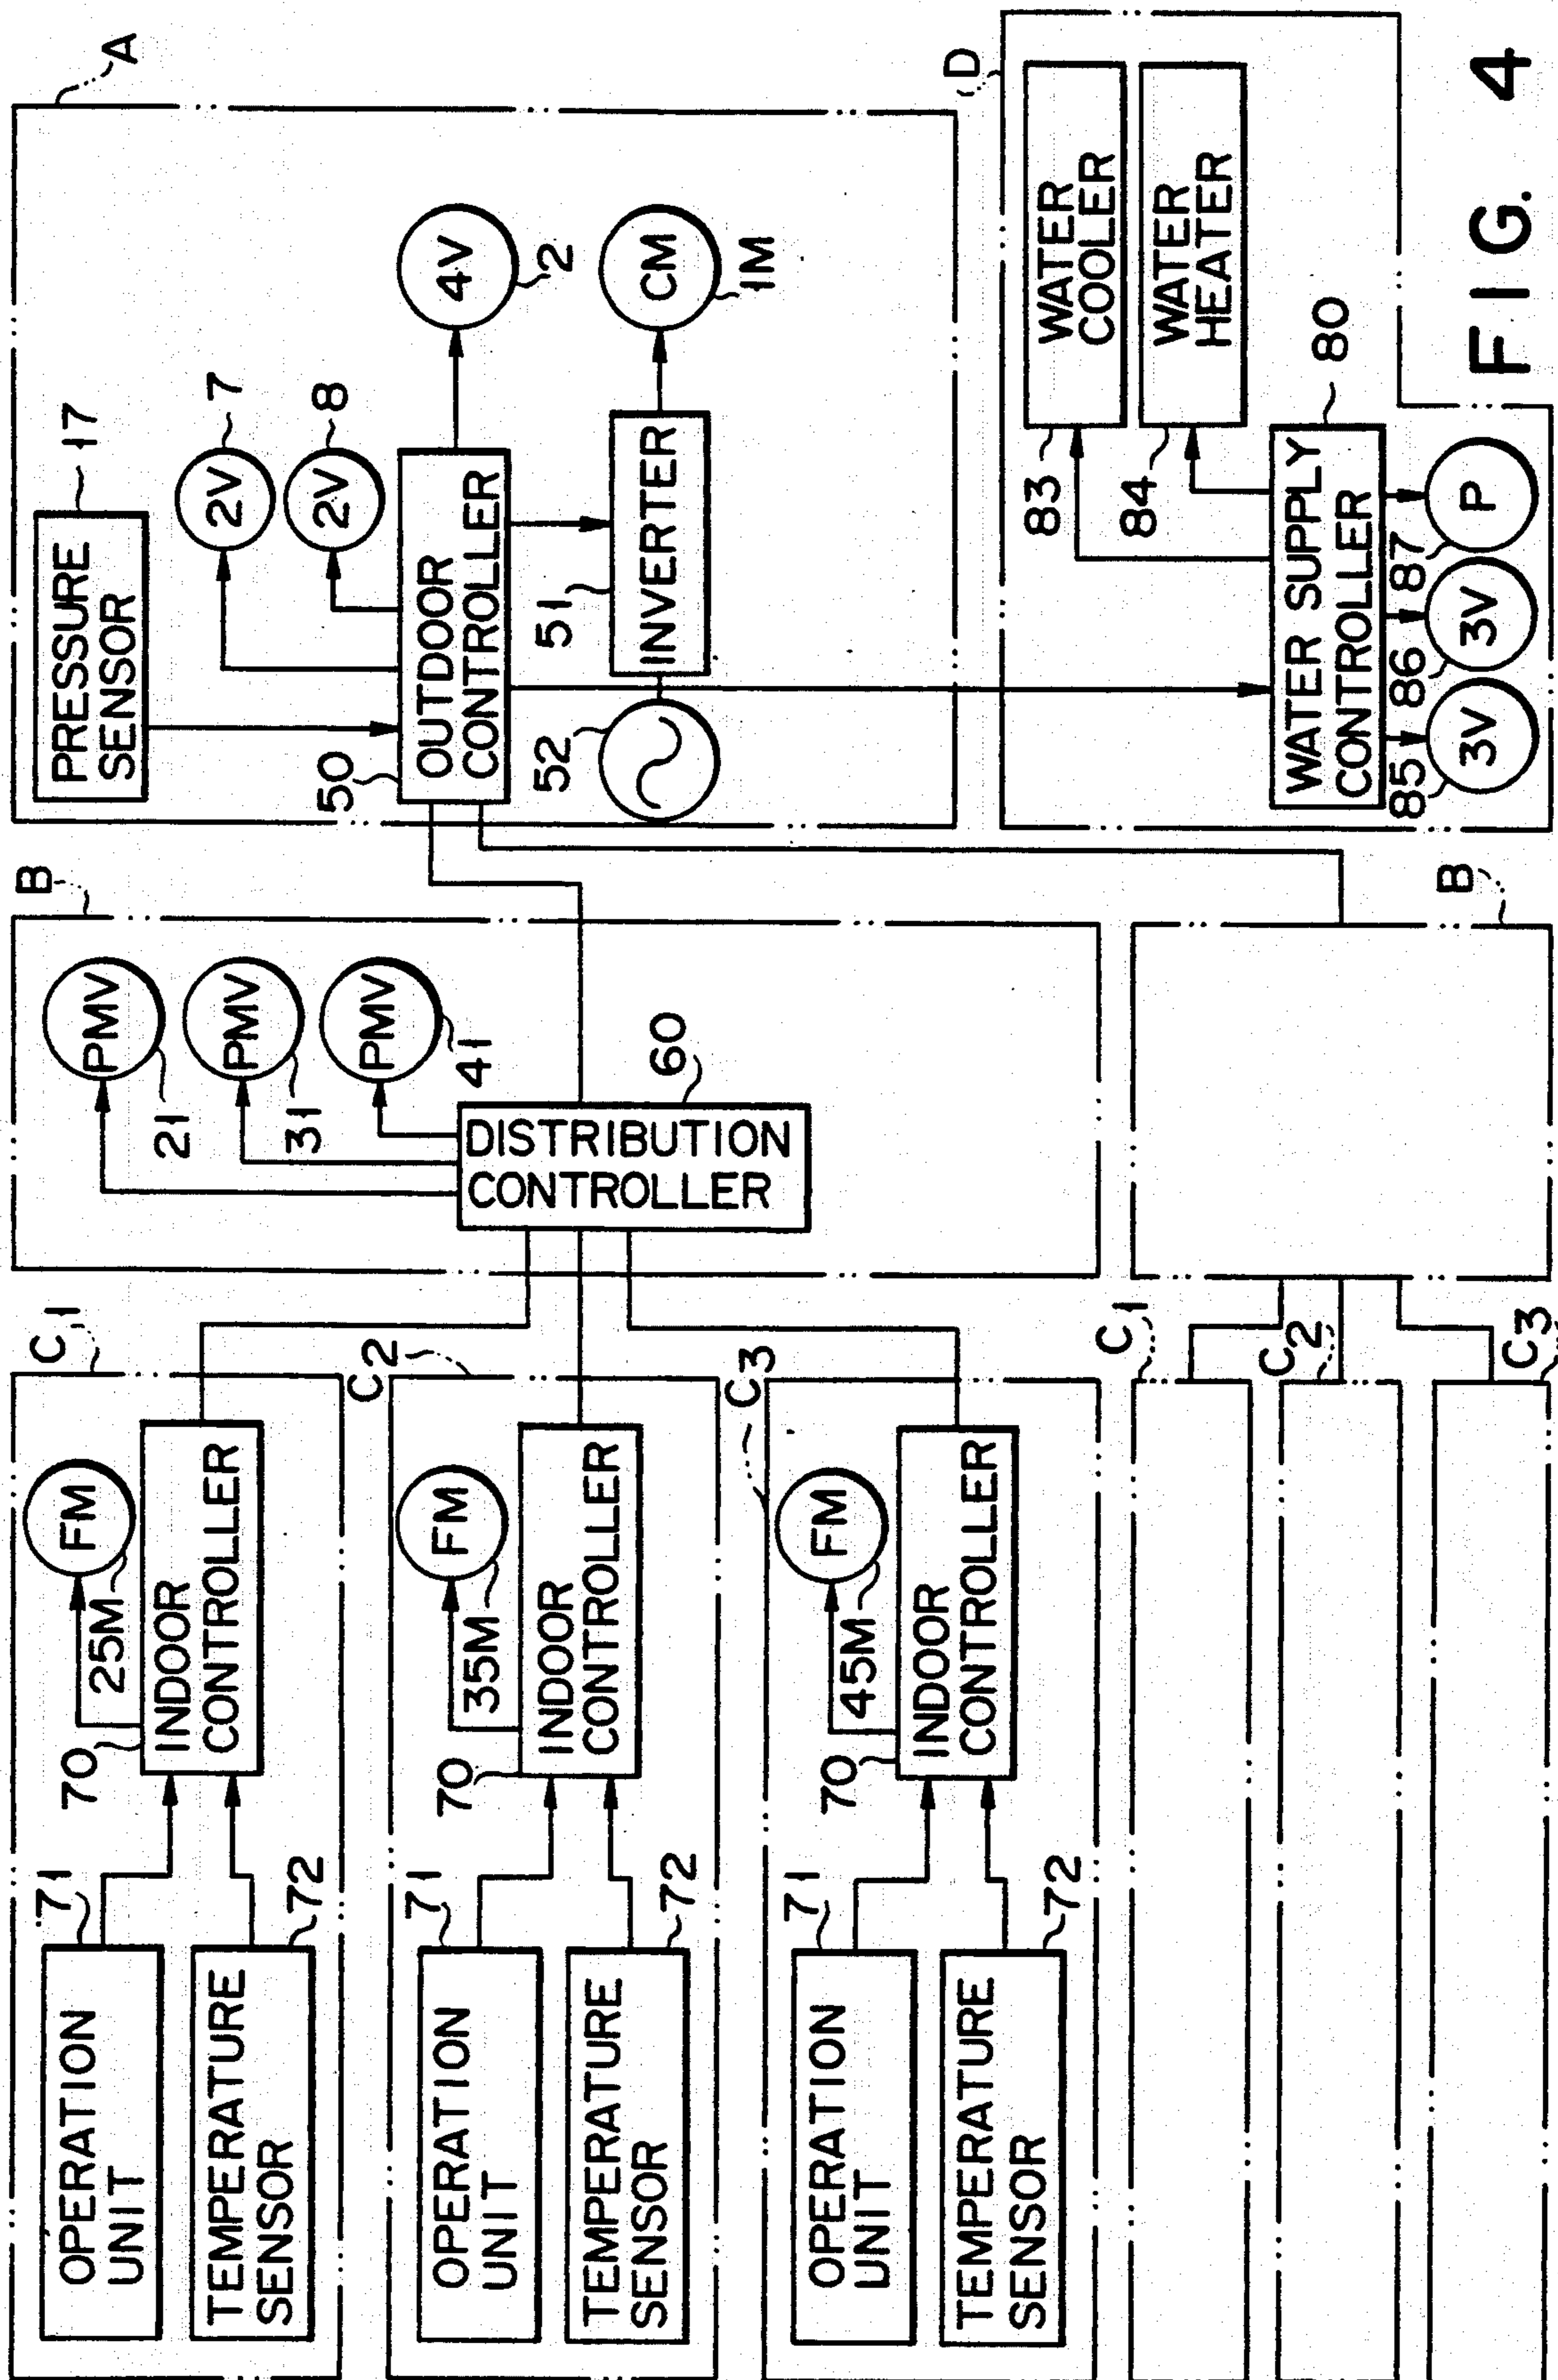 C1
OPERATION
UNIT
71
TEMPERATURE
SENSOR
72
70
INDOOR
CONTROLLER
25M
FM
C2
OPERATION
UNIT
71
TEMPERATURE
SENSOR
72
70
INDOOR
CONTROLLER
35M
FM
C3
OPERATION
UNIT
71
TEMPERATURE
SENSOR
72
70
INDOOR
CONTROLLER
45M
FM
C1
C2
C3
B
PMV
21
PMV
31
PMV
41
DISTRIBUTION
CONTROLLER
60
B
A
PRESSURE
SENSOR
17
2V
7
2V
8
50
OUTDOOR
CONTROLLER
4V
2
51
INVERTER
CM
1M
52
D
WATER
COOLER
83
WATER
HEATER
84
WATER SUPPLY
CONTROLLER
80
85
3V
86
3V
87
P
FIG. 4